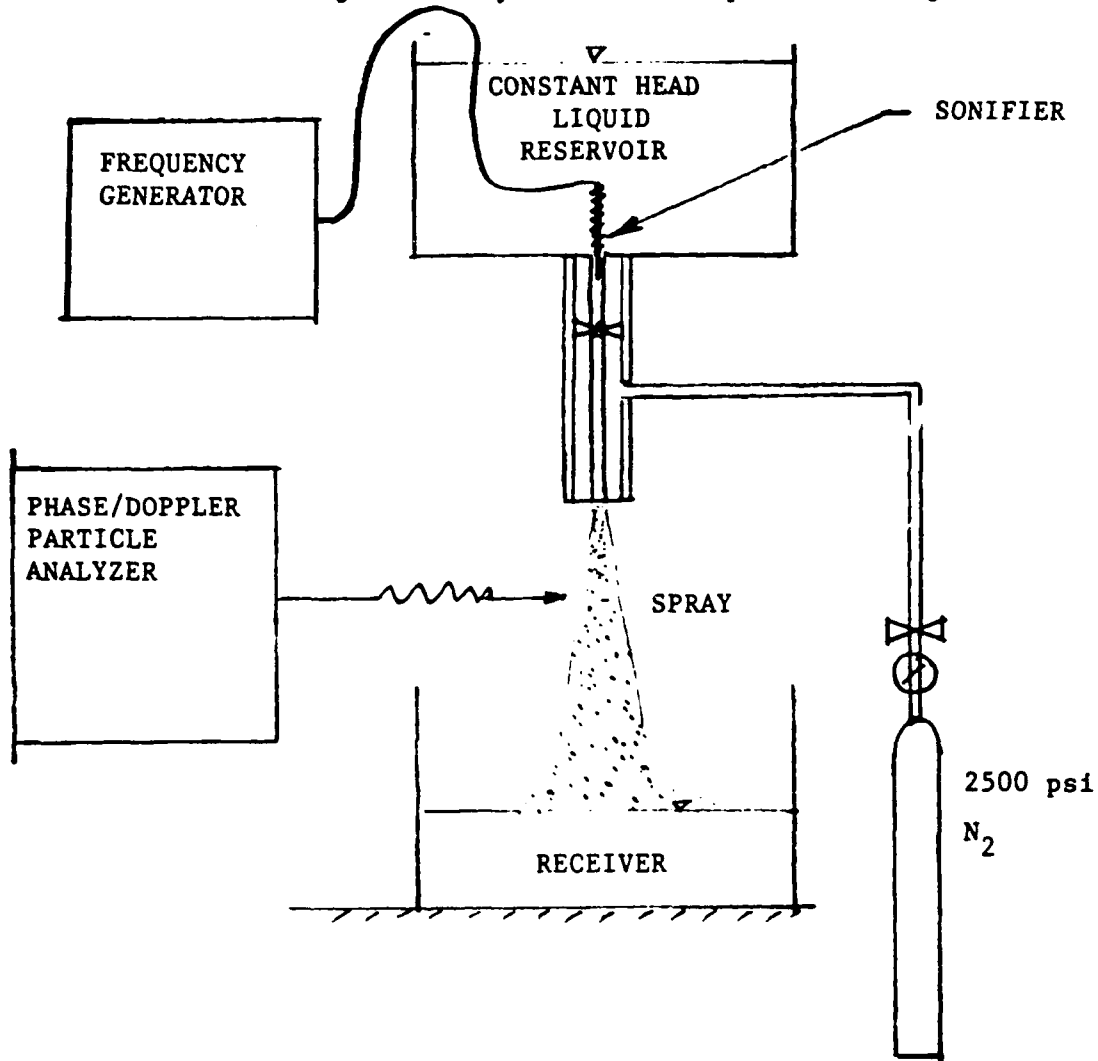 CONSTANT HEAD
LIQUID
RESERVOIR
SONIFIER
FREQUENCY
GENERATOR
PHASE/DOPPLER
PARTICLE
ANALYZER
SPRAY
2500 psi
N2
RECEIVER